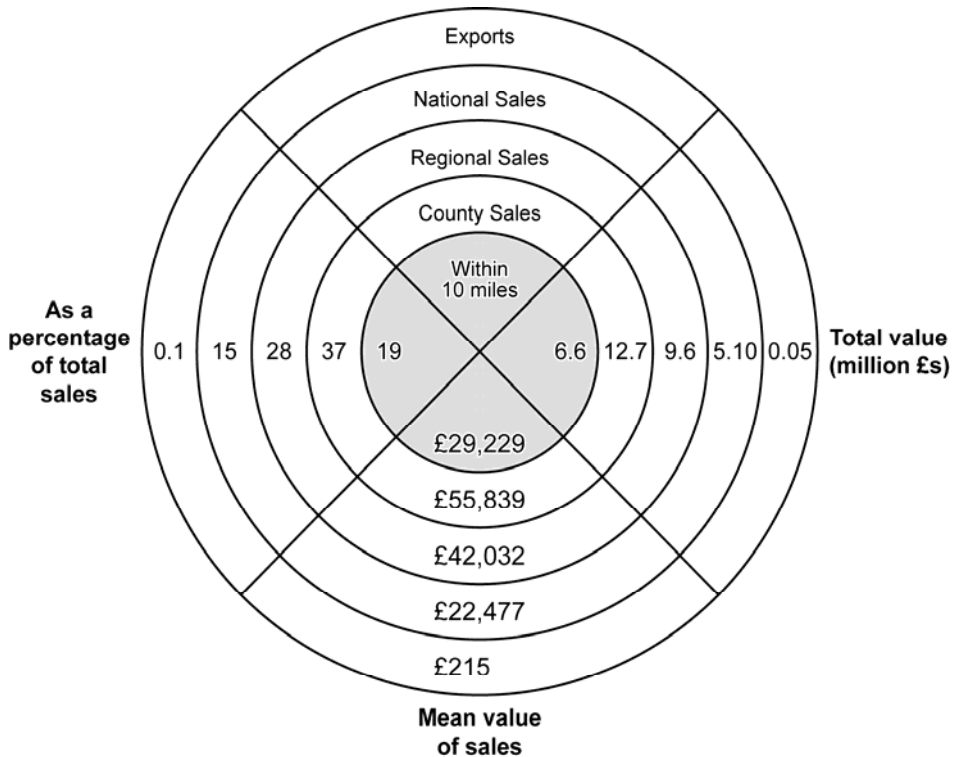 Exports
National Sales
Regional Sales
County Sales
Within
10 miles
As a
percentage
of total
sales
0.1 15 28 37 19 6.6 12.7 9.6 5.10 0.05
Total value
(million £s)
£29,229
£55,839
£42,032
£22,477
£215
Mean value
of sales